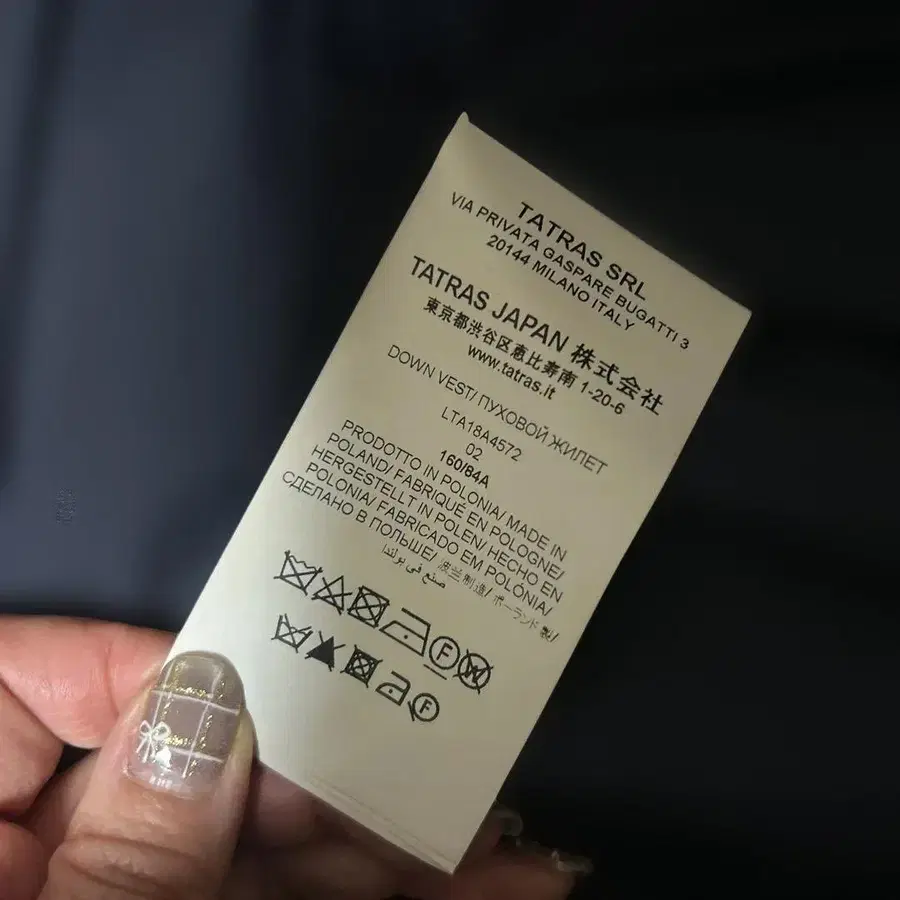 TATRAS SRL
VIA PRIVATA GASPARE BUGATTI 3
20144 MILANO ITALY
TATRAS JAPAN 株式会社
東京都渋谷区恵比寿南 1-20-6
www.tatras.it
DOWN VEST/ ПУХОВОЙ ЖИЛЕТ
LTA18A4572
02
160/84A
PRODOTTO IN POLONIA/ MADE IN
POLAND/ FABRIQUÉ EN POLOGNE/
HERGESTELLT IN POLEN/ HECHO EN
POLONIA/ FABRICADO EM POLÓNIA/
СДЕЛАНО В ПОЛЬШЕ/ 波兰制造/ ポーランド 製/
صنع في بولندا
F W
F